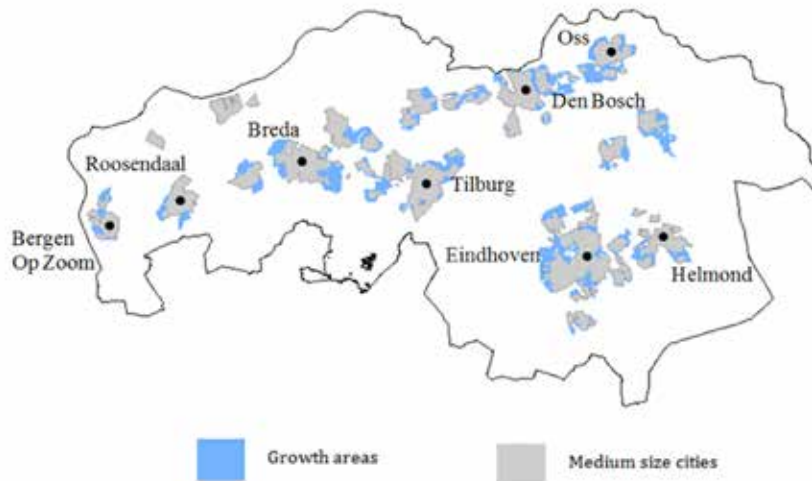 Oss
Den Bosch
Breda
Roosendaal
Tilburg
Bergen
Op Zoom
Eindhoven
Helmond
Growth areas
Medium size cities